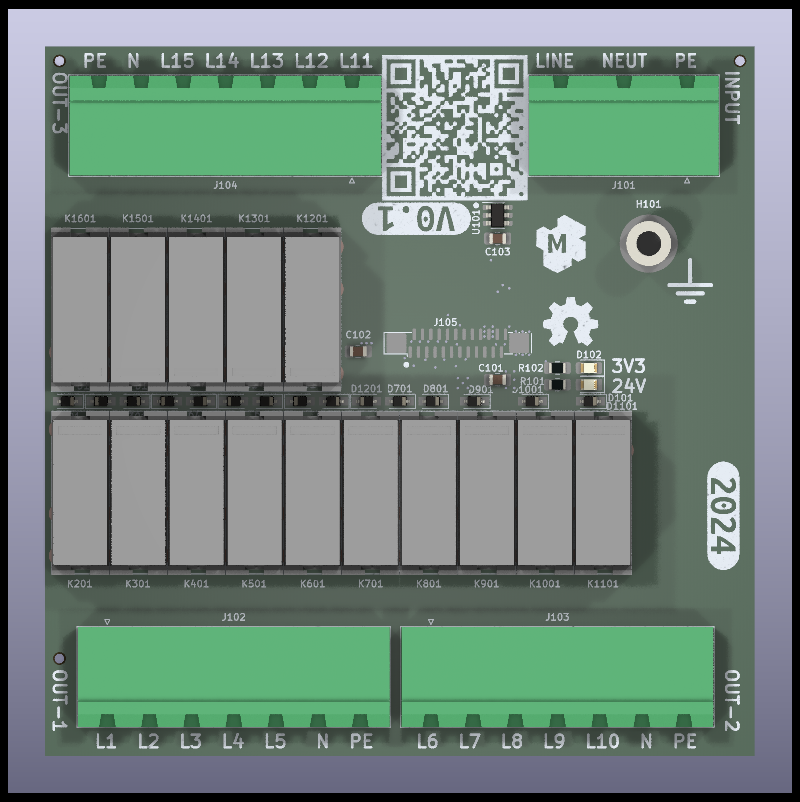 PE N L15 L14 L13 L12 L11
LINE NEUT PE
OUT-3
INPUT
J104
J101
V0.1
U101
C103
M
H101
K1601 K1501 K1401 K1301 K1201
J105
C102
C101
R102
D102
3V3
R101
24V
D1201 D701 D801 D901 D1001
D101
D1101
2024
K201 K301 K401 K501 K601 K701 K801 K901 K1001 K1101
J102
J103
OUT-1
OUT-2
L1 L2 L3 L4 L5 N PE
L6 L7 L8 L9 L10 N PE